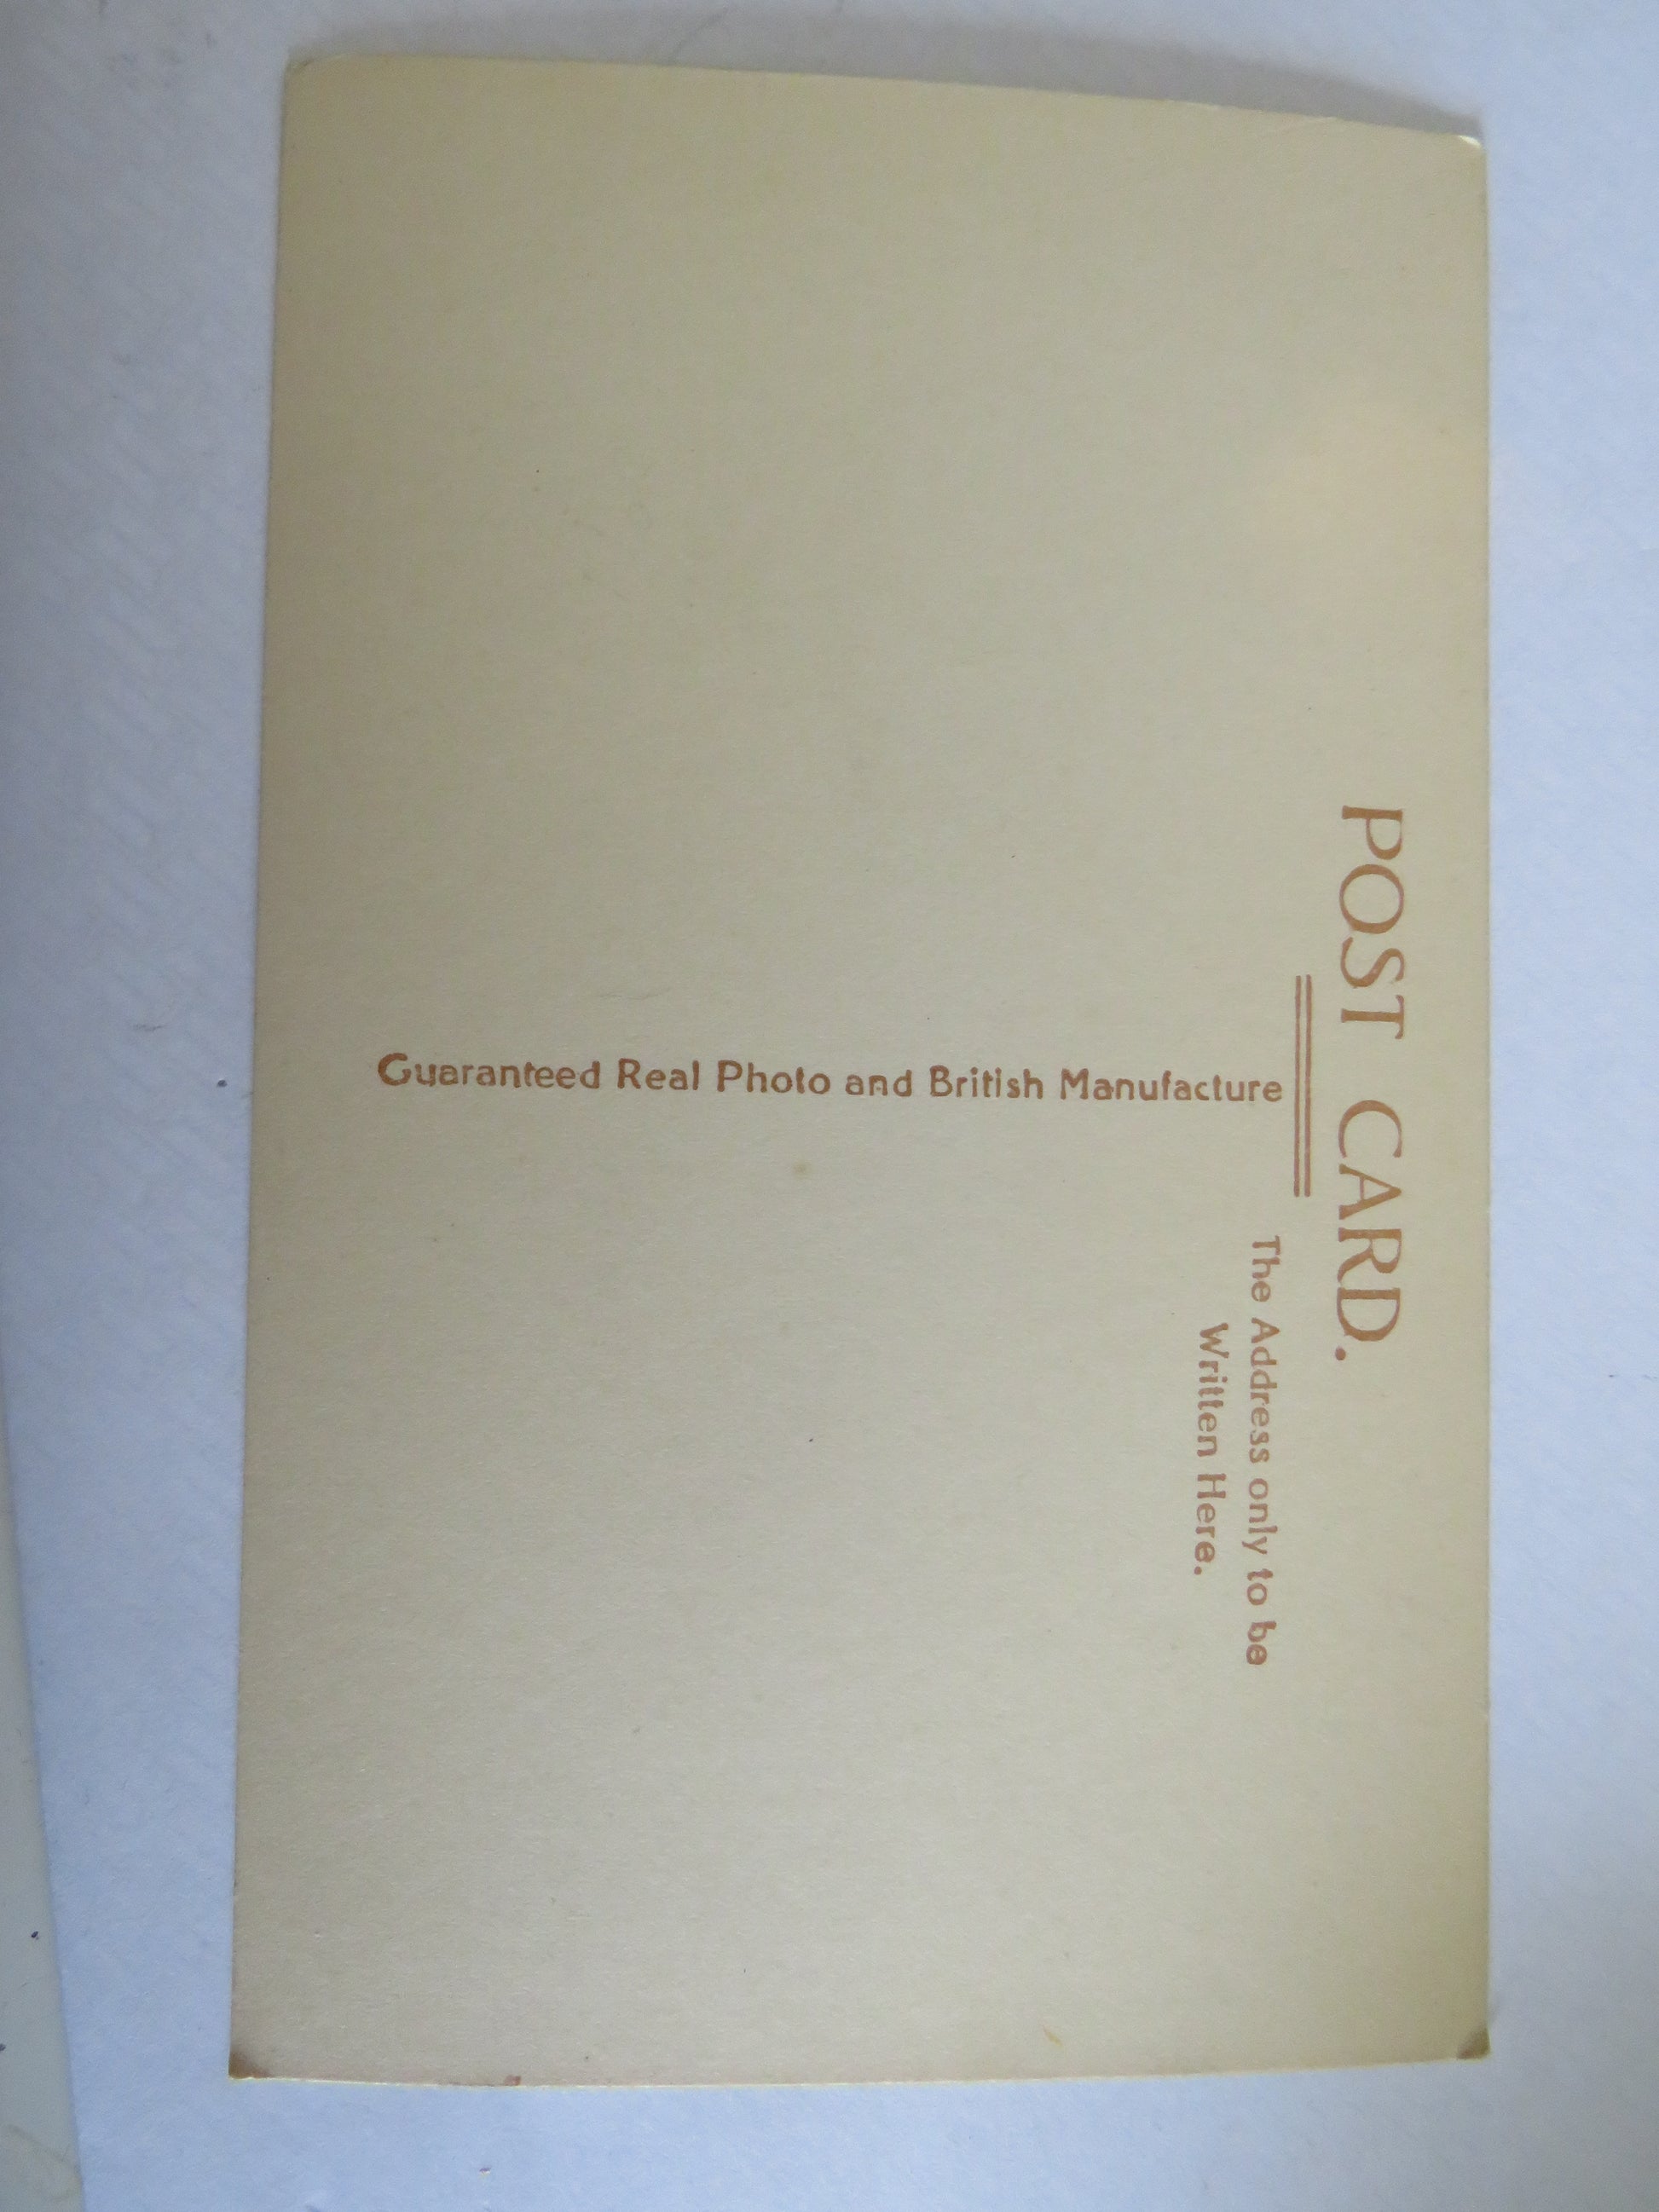 POST CARD.
Guaranteed Real Photo and British Manufacture
The Address only to be
Written Here.